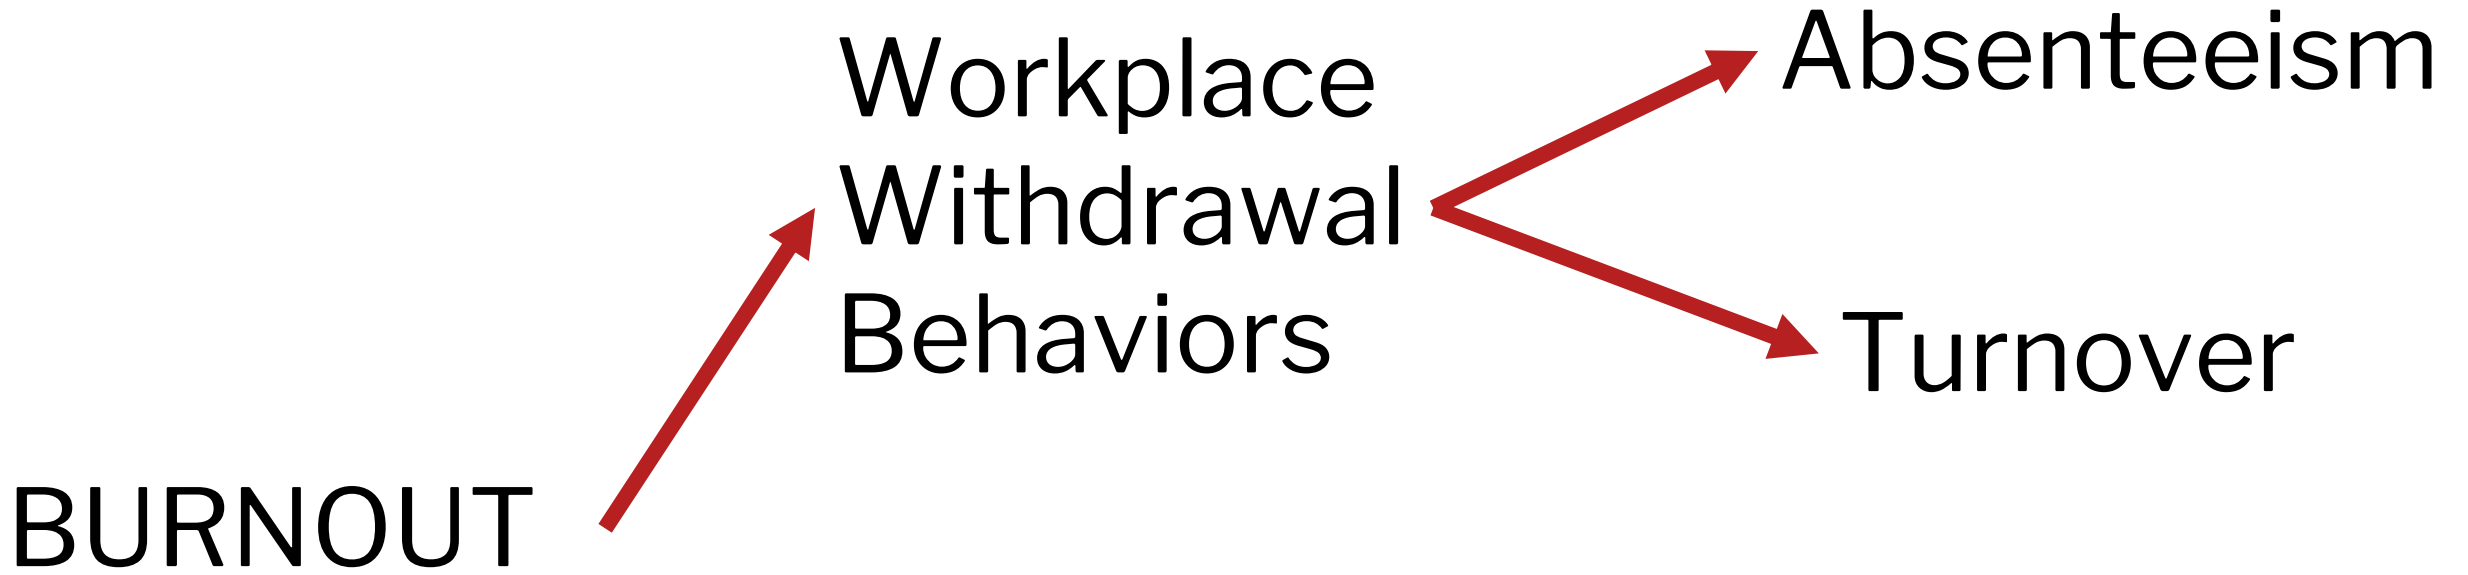 BURNOUT
Workplace
Withdrawal
Behaviors
Absenteeism
Turnover